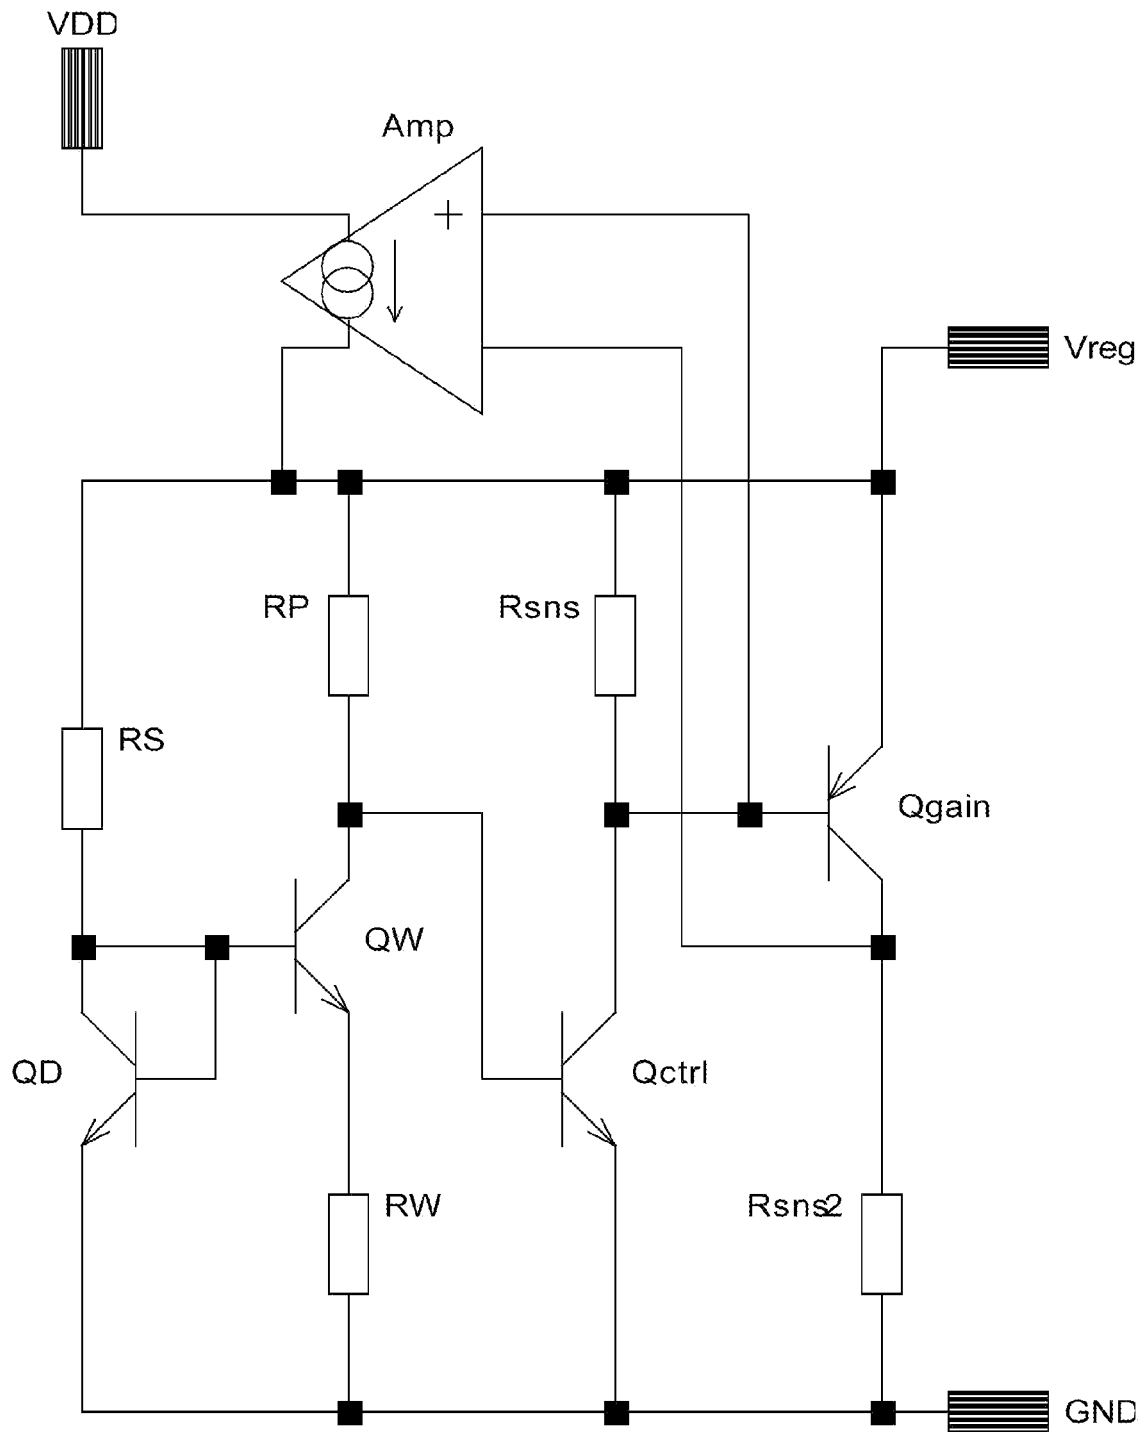 VDD
Amp
+
Vreg
RP
Rsns
RS
Qgain
QW
QD
Qctrl
RW
Rsns2
GND